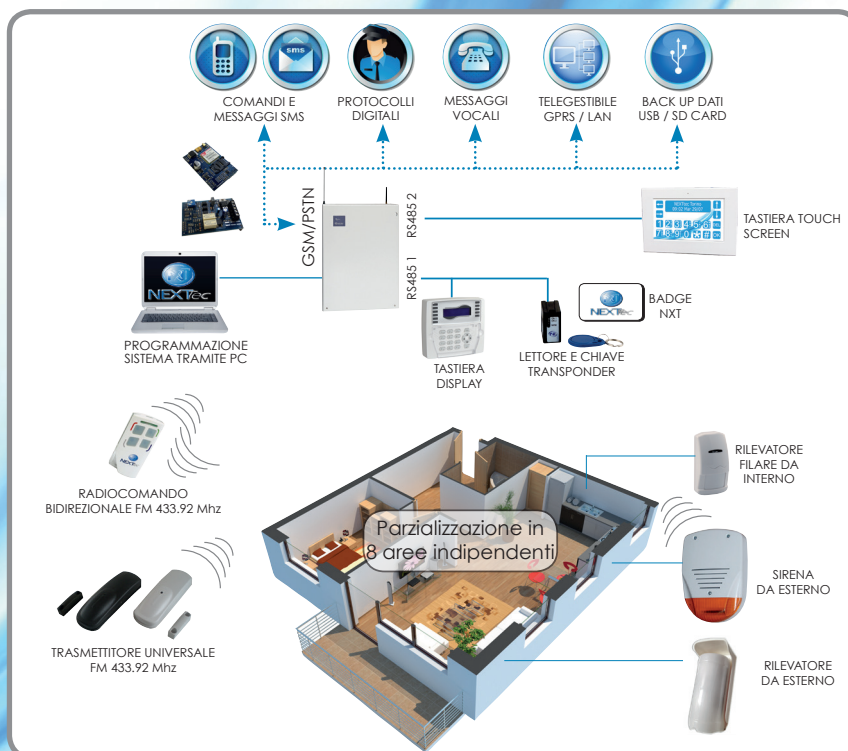 sms
COMANDI E
MESSAGGI SMS
PROTOCOLLI
DIGITALI
MESSAGGI
VOCALI
TELEGESTIBILE
GPRS / LAN
BACK UP DATI
USB / SD CARD
GSM/PSTN
RS485 2
RS485 1
TASTIERA TOUCH
SCREEN
NEXTec
PROGRAMMAZIONE
SISTEMA TRAMITE PC
TASTIERA
DISPLAY
LETTORE E CHIAVE
TRANSPONDER
NEXTec
BADGE
NXT
NEXTec
RADIOCOMANDO
BIDIREZIONALE FM 433.92 Mhz
TRASMETTITORE UNIVERSALE
FM 433.92 Mhz
Parzializzazione in
8 aree indipendenti
RILEVATORE
FILARE DA
INTERNO
SIRENA
DA ESTERNO
RILEVATORE
DA ESTERNO